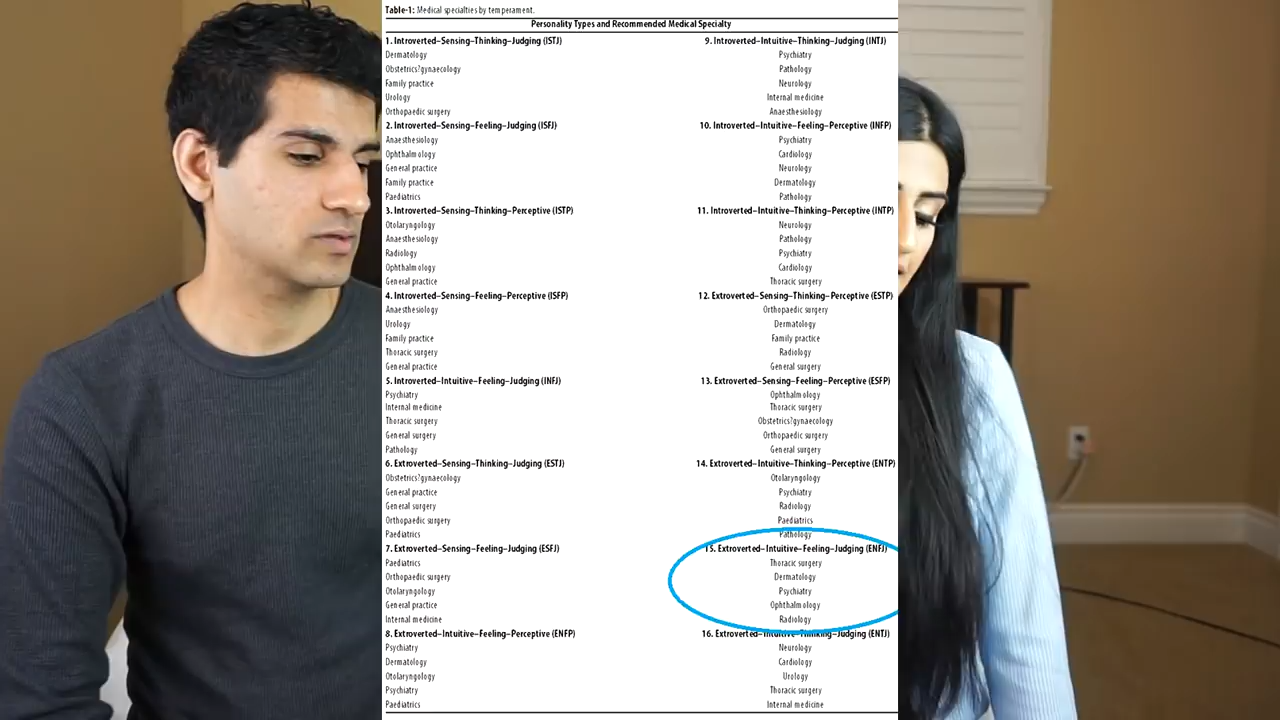 Table-1: Medical specialties by temperament.
Personality Types and Recommended Medical Specialty
1. Introverted–Sensing–Thinking–Judging (ISTJ)
Dermatology
Obstetrics?gynaecology
Family practice
Urology
Orthopaedic surgery
2. Introverted–Sensing–Feeling–Judging (ISFJ)
Anaesthesiology
Ophthalmology
General practice
Family practice
Paediatrics
3. Introverted–Sensing–Thinking–Perceptive (ISTP)
Otolaryngology
Anaesthesiology
Radiology
Ophthalmology
General practice
4. Introverted–Sensing–Feeling–Perceptive (ISFP)
Anaesthesiology
Urology
Family practice
Thoracic surgery
General practice
5. Introverted–Intuitive–Feeling–Judging (INFJ)
Psychiatry
Internal medicine
Thoracic surgery
General surgery
Pathology
6. Extroverted–Sensing–Thinking–Judging (ESTJ)
Obstetrics?gynaecology
General practice
General surgery
Orthopaedic surgery
Paediatrics
7. Extroverted–Sensing–Feeling–Judging (ESFJ)
Paediatrics
Orthopaedic surgery
Otolaryngology
General practice
Internal medicine
8. Extroverted–Intuitive–Feeling–Perceptive (ENFP)
Psychiatry
Dermatology
Otolaryngology
Psychiatry
Paediatrics
9. Introverted–Intuitive–Thinking–Judging (INTJ)
Psychiatry
Pathology
Neurology
Internal medicine
Anaesthesiology
10. Introverted–Intuitive–Feeling–Perceptive (INFP)
Psychiatry
Cardiology
Neurology
Dermatology
Pathology
11. Introverted–Intuitive–Thinking–Perceptive (INTP)
Neurology
Pathology
Psychiatry
Cardiology
Thoracic surgery
12. Extroverted–Sensing–Thinking–Perceptive (ESTP)
Orthopaedic surgery
Dermatology
Family practice
Radiology
General surgery
13. Extroverted–Sensing–Feeling–Perceptive (ESFP)
Ophthalmology
Thoracic surgery
Obstetrics?gynaecology
Orthopaedic surgery
General surgery
14. Extroverted–Intuitive–Thinking–Perceptive (ENTP)
Otolaryngology
Psychiatry
Radiology
Paediatrics
Pathology
15. Extroverted–Intuitive–Feeling–Judging (ENFJ)
Thoracic surgery
Dermatology
Psychiatry
Ophthalmology
Radiology
16. Extroverted–Intuitive–Thinking–Judging (ENTJ)
Neurology
Cardiology
Urology
Thoracic surgery
Internal medicine